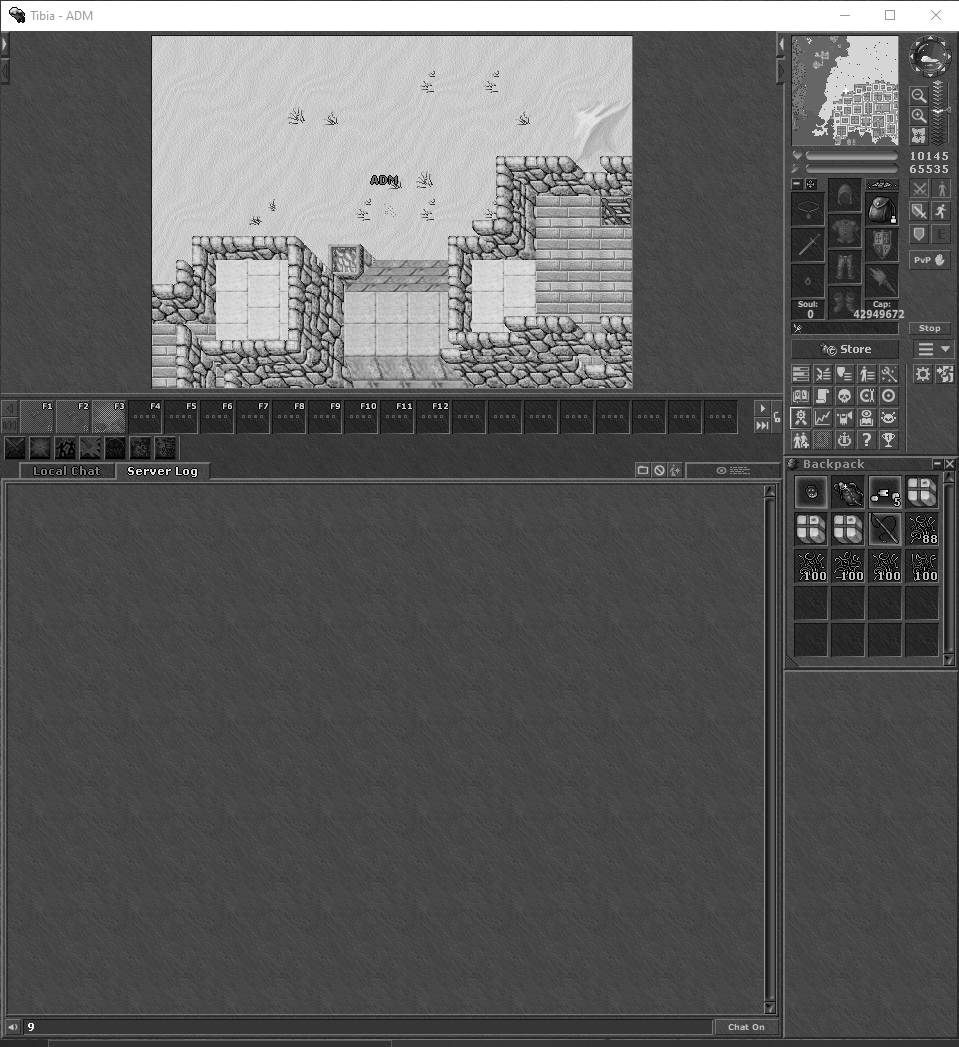 Tibia - ADM
ADM
10145
65535
PvP
Soul:
0
Cap:
42949672
Stop
Store
F1 F2 F3 F4 F5 F6 F7 F8 F9 F10 F11 F12
Local Chat Server Log
Backpack
5
88
100 100 100 100
9
Chat On